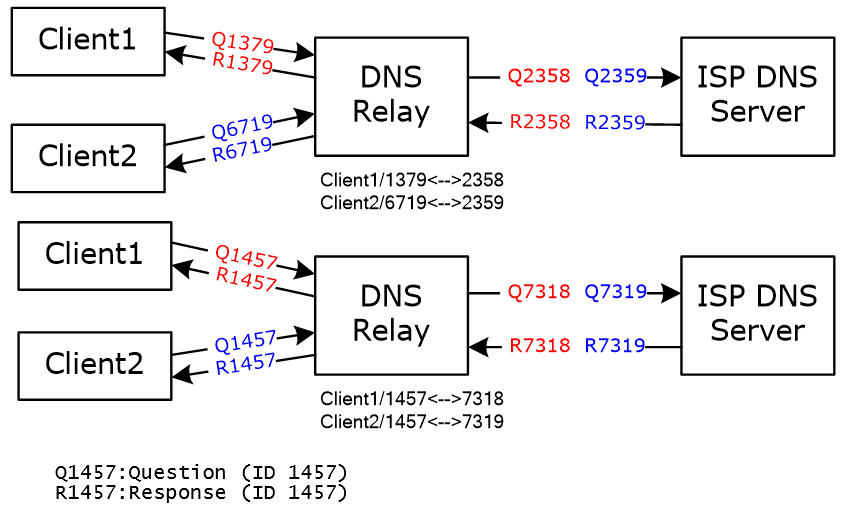 Client1
Q1379
R1379
DNS
Relay
Q2358 Q2359
ISP DNS
Server
Client2
Q6719
R6719
R2358 R2359
Client1/1379<-->2358
Client2/6719<-->2359
Client1
Q1457
R1457
DNS
Relay
Q7318 Q7319
ISP DNS
Server
Client2
Q1457
R1457
R7318 R7319
Client1/1457<-->7318
Client2/1457<-->7319
Q1457:Question (ID 1457)
R1457:Response (ID 1457)